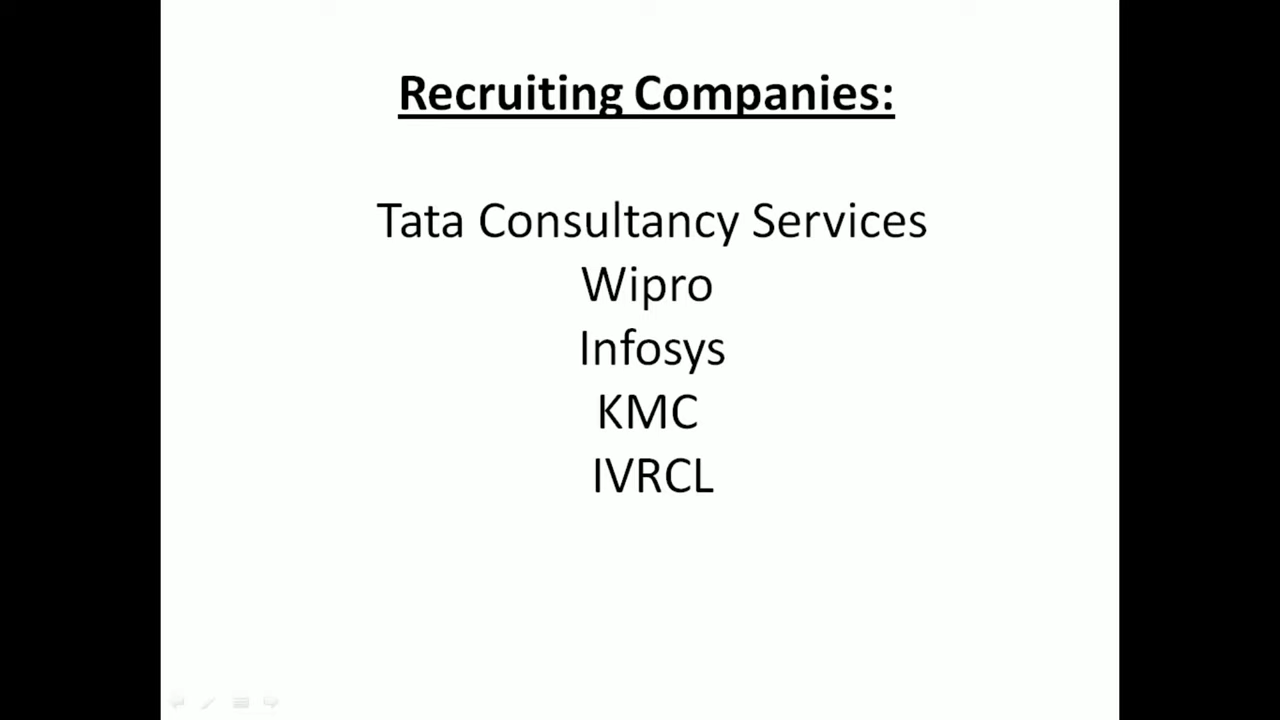 Recruiting Companies:
Tata Consultancy Services
Wipro
Infosys
KMC
IVRCL